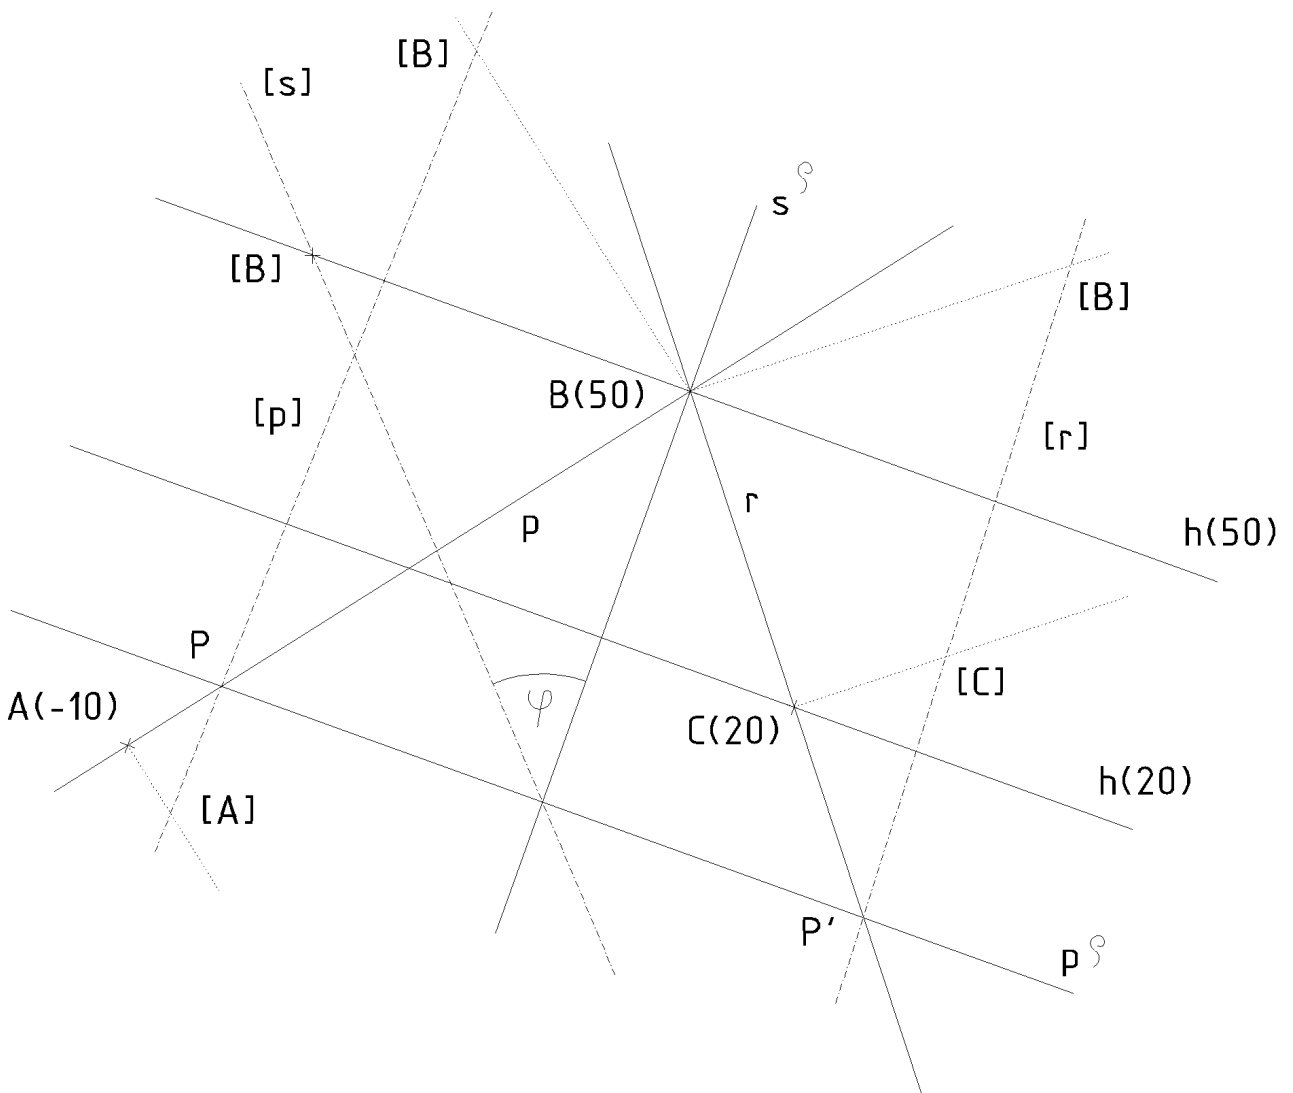 [B]
[s]
s ρ
[B]
[B]
B(50)
[p]
[r]
r
p
h(50)
P
[C]
A(-10)
φ
C(20)
h(20)
[A]
P'
p ρ